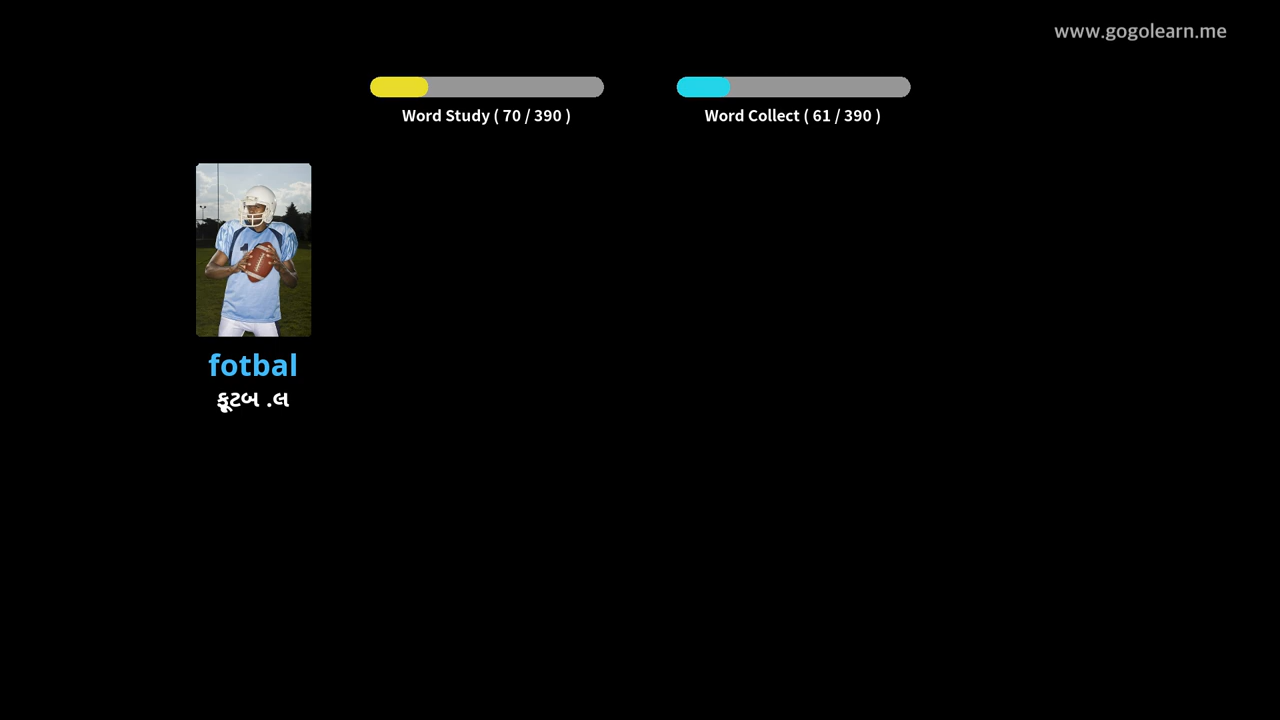 www.gogolearn.me
Word Study ( 70 / 390 )
Word Collect ( 61 / 390 )
fotbal
ફૂટબ .લ